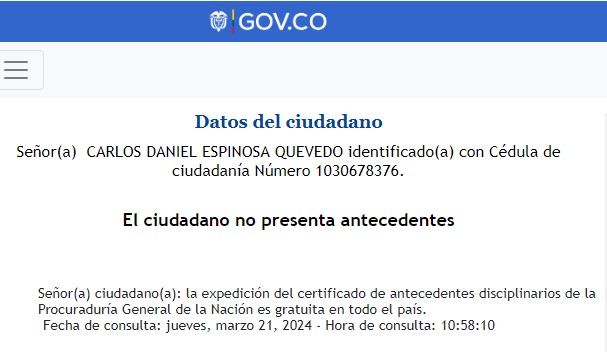 GOV.CO
Datos del ciudadano
Señor(a) CARLOS DANIEL ESPINOSA QUEVEDO identificado(a) con Cédula de
ciudadanía Número 1030678376.
El ciudadano no presenta antecedentes
Señor(a) ciudadano(a): la expedición del certificado de antecedentes disciplinarios de la
Procuraduría General de la Nación es gratuita en todo el país.
Fecha de consulta: jueves, marzo 21, 2024 - Hora de consulta: 10:58:10